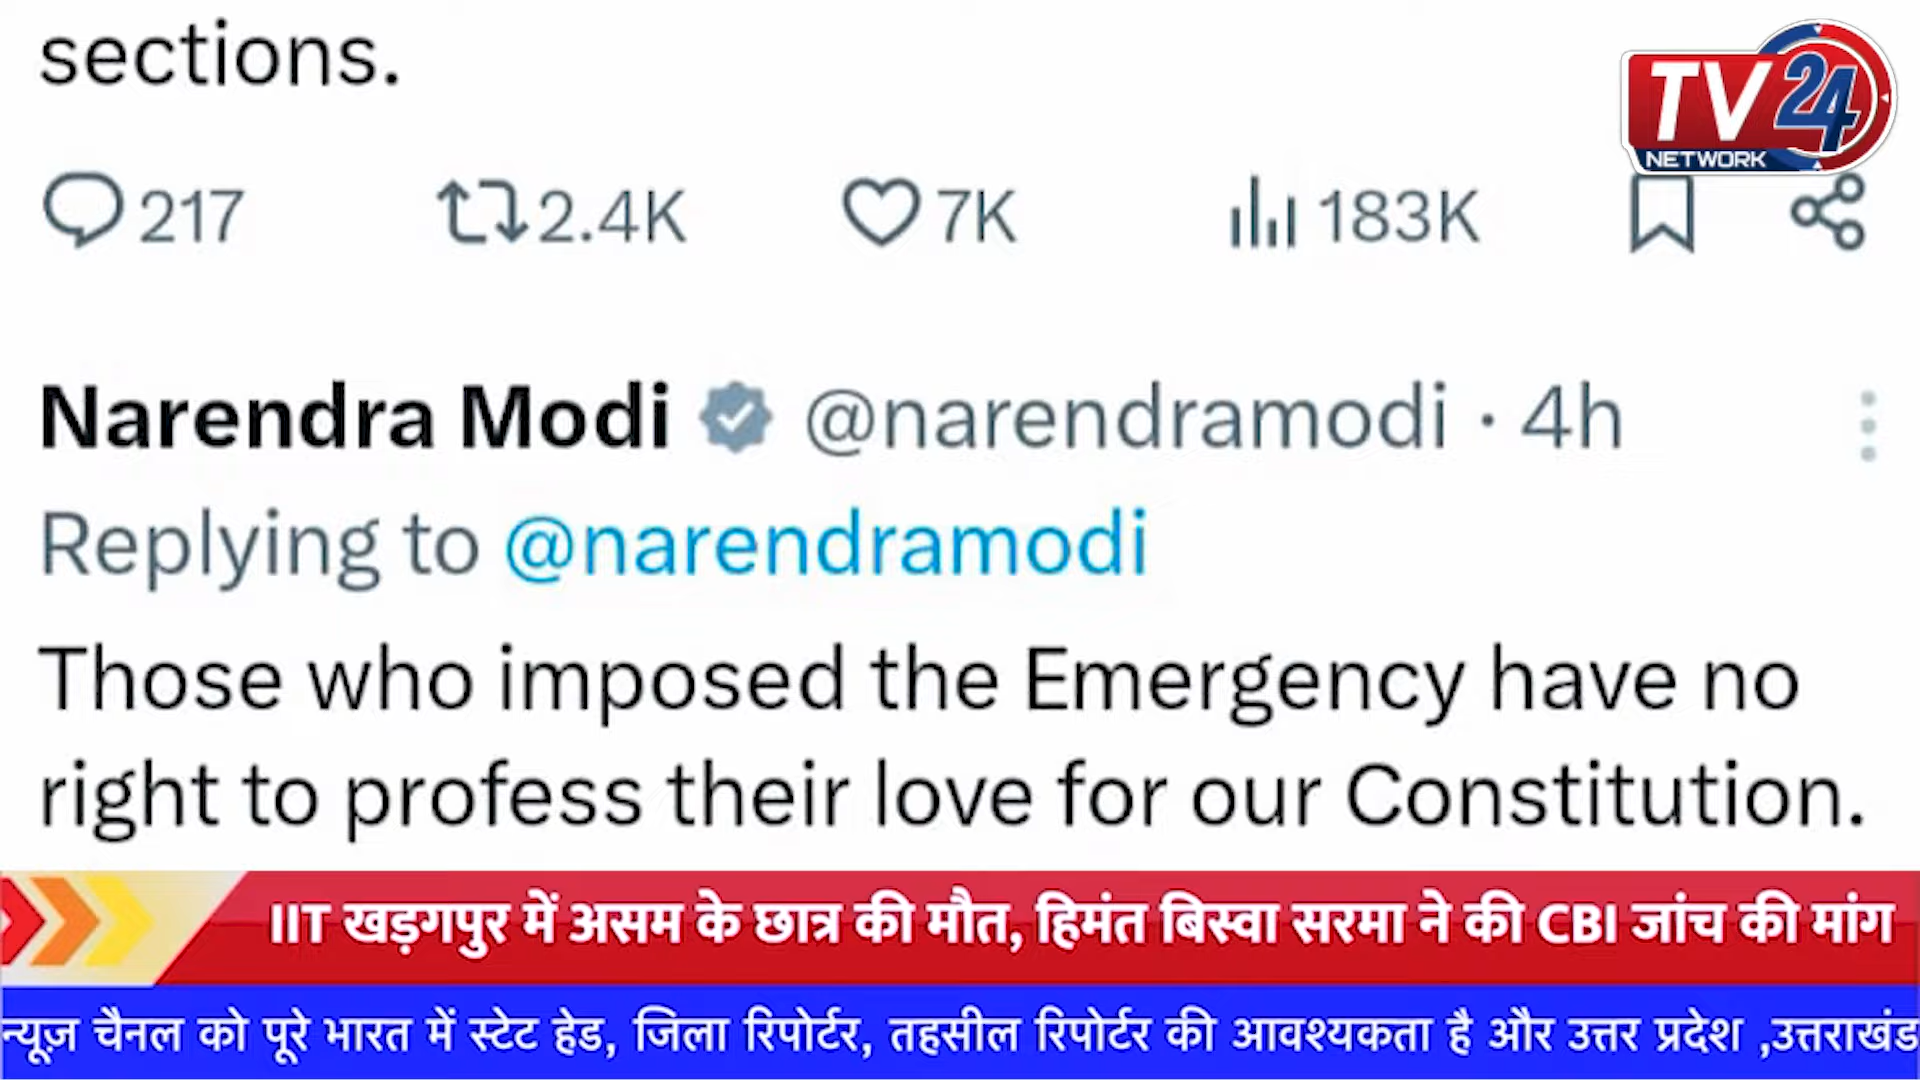 sections.
TV 24
NETWORK
217 2.4K 7K 183K
Narendra Modi @narendramodi · 4h
Replying to @narendramodi
Those who imposed the Emergency have no
right to profess their love for our Constitution.
IIT खड़गपुर में असम के छात्र की मौत, हिमंत बिस्वा सरमा ने की CBI जांच की मांग
न्यूज़ चैनल को पूरे भारत में स्टेट हेड, जिला रिपोर्टर, तहसील रिपोर्टर की आवश्यकता है और उत्तर प्रदेश ,उत्तराखंड